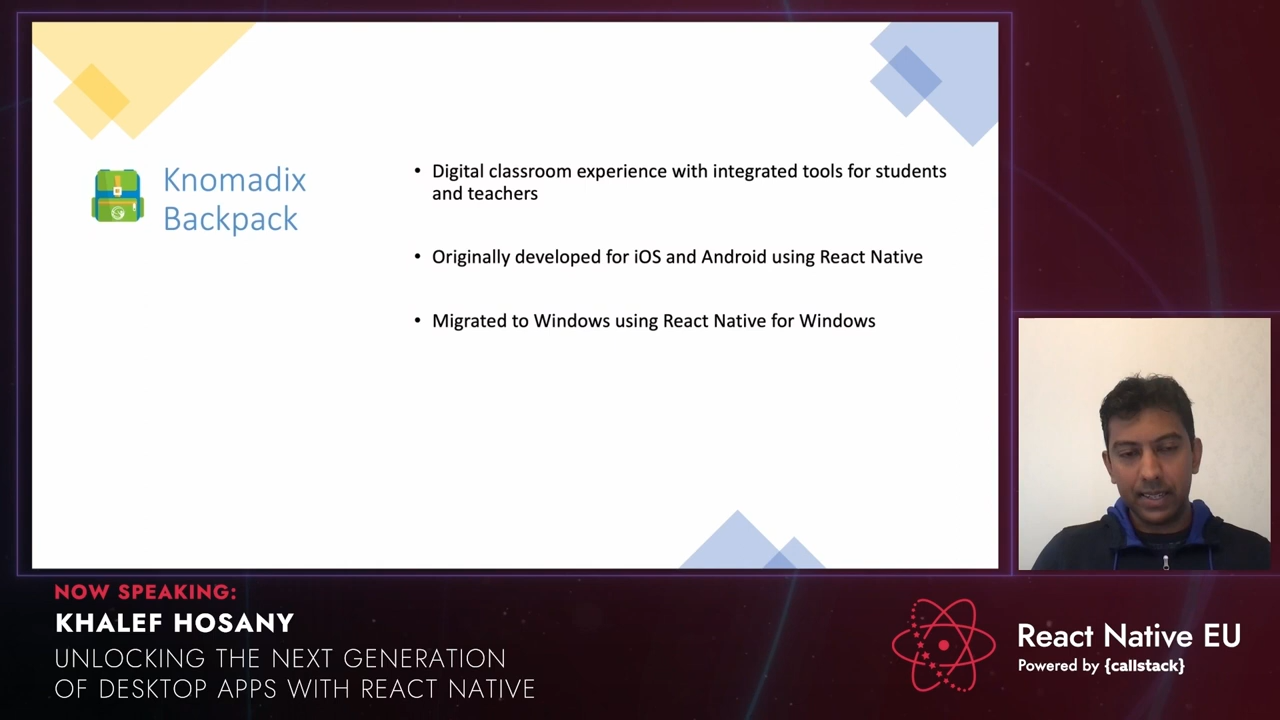 Knomadix
Backpack
• Digital classroom experience with integrated tools for students
and teachers
• Originally developed for iOS and Android using React Native
• Migrated to Windows using React Native for Windows
NOW SPEAKING:
KHALEF HOSANY
UNLOCKING THE NEXT GENERATION
OF DESKTOP APPS WITH REACT NATIVE
React Native EU
Powered by {callstack}